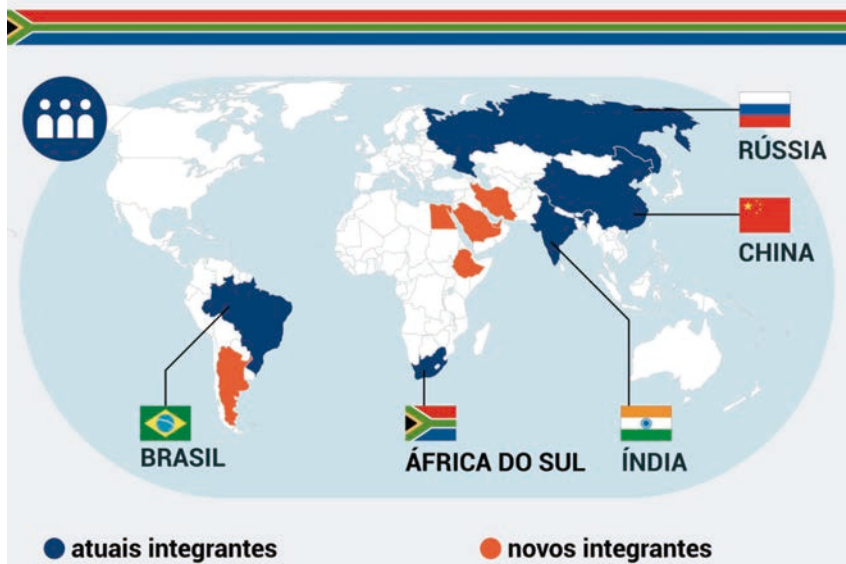 RÚSSIA
CHINA
BRASIL
ÁFRICA DO SUL
ÍNDIA
atuais integrantes
novos integrantes